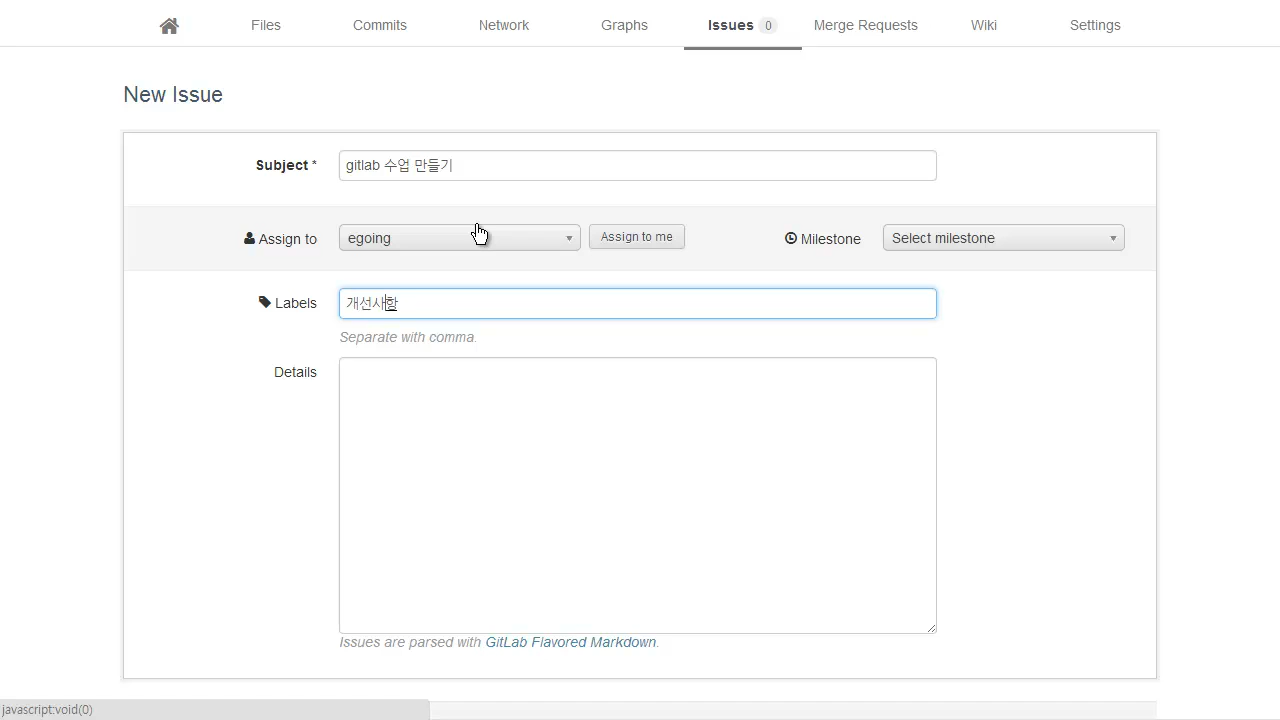 Files Commits Network Graphs Issues 0 Merge Requests Wiki Settings
New Issue
Subject * gitlab 수업 만들기
Assign to egoing Assign to me Milestone Select milestone
Labels 개선사항
Separate with comma.
Details
Issues are parsed with GitLab Flavored Markdown.
javascript:void(0)